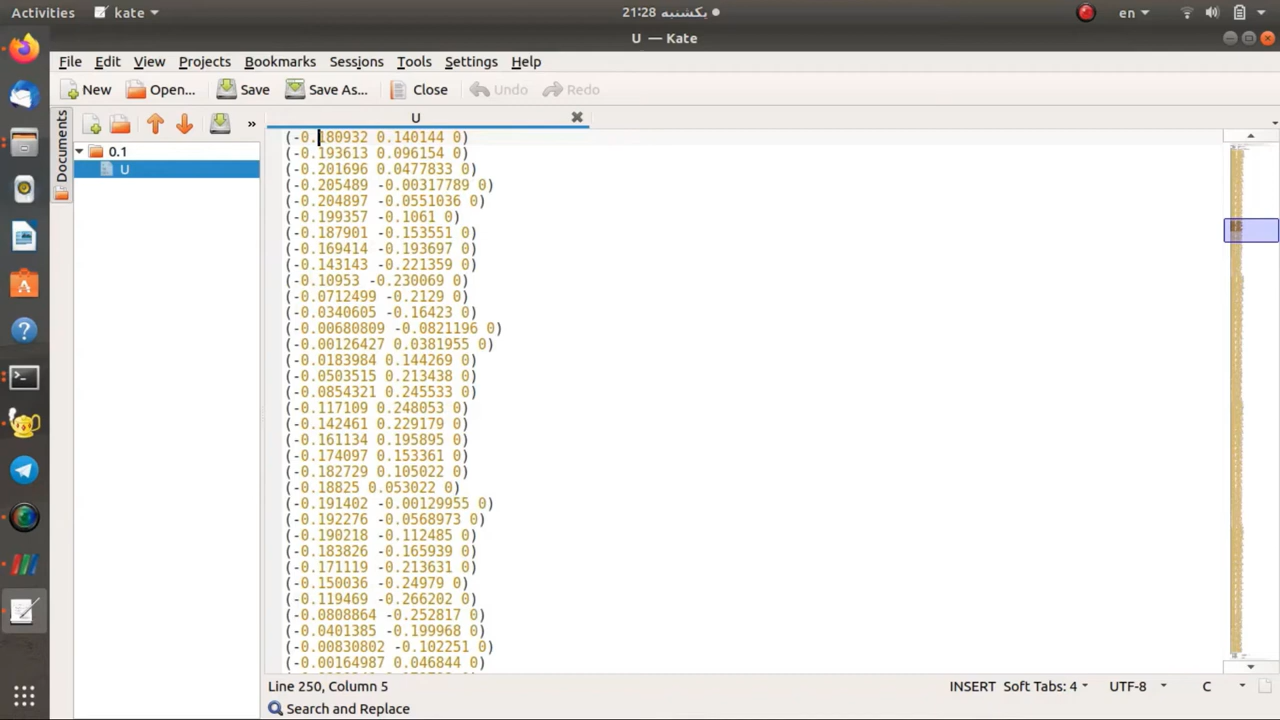 Activities kate 21:28 یکشنبه en
U — Kate
File Edit View Projects Bookmarks Sessions Tools Settings Help
New Open... Save Save As... Close Undo Redo
Documents
»
U
0.1
U
(-0.180932 0.140144 0)
(-0.193613 0.096154 0)
(-0.201696 0.0477833 0)
(-0.205489 -0.00317789 0)
(-0.204897 -0.0551036 0)
(-0.199357 -0.1061 0)
(-0.187901 -0.153551 0)
(-0.169414 -0.193697 0)
(-0.143143 -0.221359 0)
(-0.10953 -0.230069 0)
(-0.0712499 -0.2129 0)
(-0.0340605 -0.16423 0)
(-0.00680809 -0.0821196 0)
(-0.00126427 0.0381955 0)
(-0.0183984 0.144269 0)
(-0.0503515 0.213438 0)
(-0.0854321 0.245533 0)
(-0.117109 0.248053 0)
(-0.142461 0.229179 0)
(-0.161134 0.195895 0)
(-0.174097 0.153361 0)
(-0.182729 0.105022 0)
(-0.18825 0.053022 0)
(-0.191402 -0.00129955 0)
(-0.192276 -0.0568973 0)
(-0.190218 -0.112485 0)
(-0.183826 -0.165939 0)
(-0.171119 -0.213631 0)
(-0.150036 -0.24979 0)
(-0.119469 -0.266202 0)
(-0.0808864 -0.252817 0)
(-0.0401385 -0.199968 0)
(-0.00830802 -0.102251 0)
(-0.00164987 0.046844 0)
Line 250, Column 5 INSERT Soft Tabs: 4 UTF-8 C
Search and Replace